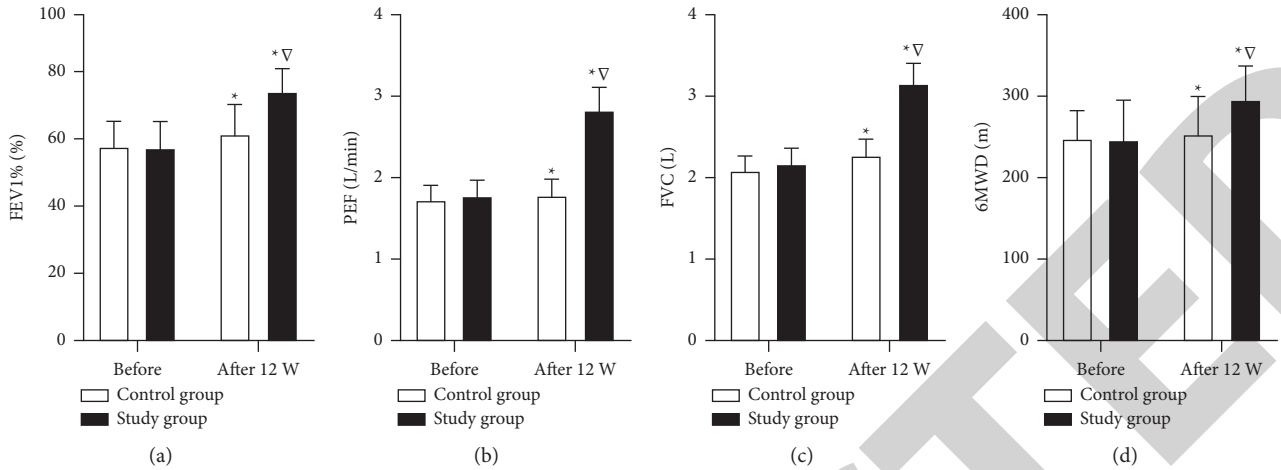 100
80
60
40
20
0
FEV1% (%)
*
* ∇
Before
After 12 W
Control group
Study group
(a)
4
3
2
1
0
PEF (L/min)
*
* ∇
Before
After 12 W
Control group
Study group
(b)
4
3
2
1
0
FVC (L)
*
* ∇
Before
After 12 W
Control group
Study group
(c)
400
300
200
100
0
6MWD (m)
*
* ∇
Before
After 12 W
Control group
Study group
(d)